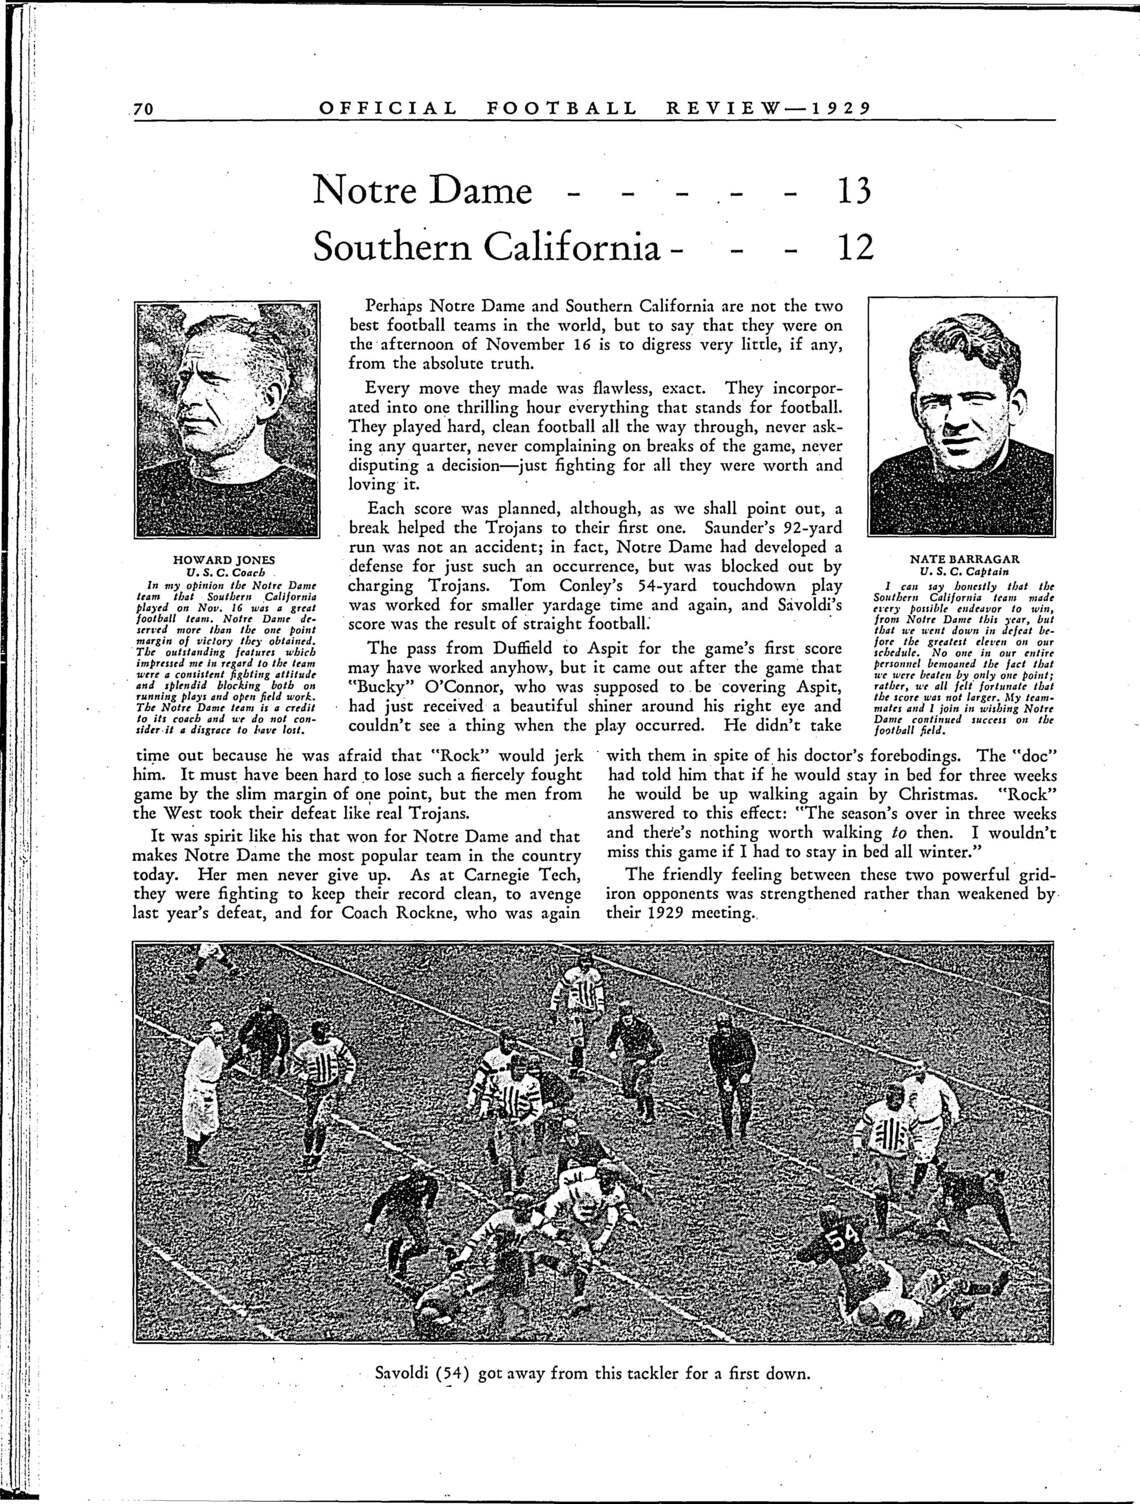 70 OFFICIAL FOOTBALL REVIEW—1929
Notre Dame - - - - - 13
Southern California - - - 12
HOWARD JONES
U. S. C. Coach
In my opinion the Notre Dame
team that Southern California
played on Nov. 16 was a great
football team. Notre Dame de-
served more than the one point
margin of victory they obtained.
The outstanding features which
impressed me in regard to the team
were a consistent fighting attitude
and splendid blocking both on
running plays and open field work.
The Notre Dame team is a credit
to its coach and we do not con-
sider it a disgrace to have lost.
Perhaps Notre Dame and Southern California are not the two
best football teams in the world, but to say that they were on
the afternoon of November 16 is to digress very little, if any,
from the absolute truth.
Every move they made was flawless, exact. They incorpor-
ated into one thrilling hour everything that stands for football.
They played hard, clean football all the way through, never ask-
ing any quarter, never complaining on breaks of the game, never
disputing a decision—just fighting for all they were worth and
loving it.
Each score was planned, although, as we shall point out, a
break helped the Trojans to their first one. Saunder's 92-yard
run was not an accident; in fact, Notre Dame had developed a
defense for just such an occurrence, but was blocked out by
charging Trojans. Tom Conley's 54-yard touchdown play
was worked for smaller yardage time and again, and Savoldi's
score was the result of straight football.
The pass from Duffield to Aspit for the game's first score
may have worked anyhow, but it came out after the game that
"Bucky" O'Connor, who was supposed to be covering Aspit,
had just received a beautiful shiner around his right eye and
couldn't see a thing when the play occurred. He didn't take
NATE BARRAGAR
U. S. C. Captain
I can say honestly that the
Southern California team made
every possible endeavor to win,
from Notre Dame this year, but
that we went down in defeat be-
fore the greatest eleven on our
schedule. No one in our entire
personnel bemoaned the fact that
we were beaten by only one point;
rather, we all felt fortunate that
the score was not larger. My team-
mates and I join in wishing Notre
Dame continued success on the
football field.
time out because he was afraid that "Rock" would jerk
him. It must have been hard to lose such a fiercely fought
game by the slim margin of one point, but the men from
the West took their defeat like real Trojans.
It was spirit like his that won for Notre Dame and that
makes Notre Dame the most popular team in the country
today. Her men never give up. As at Carnegie Tech,
they were fighting to keep their record clean, to avenge
last year's defeat, and for Coach Rockne, who was again
with them in spite of his doctor's forebodings. The "doc"
had told him that if he would stay in bed for three weeks
he would be up walking again by Christmas. "Rock"
answered to this effect: "The season's over in three weeks
and there's nothing worth walking to then. I wouldn't
miss this game if I had to stay in bed all winter."
The friendly feeling between these two powerful grid-
iron opponents was strengthened rather than weakened by
their 1929 meeting.
54
Savoldi (54) got away from this tackler for a first down.